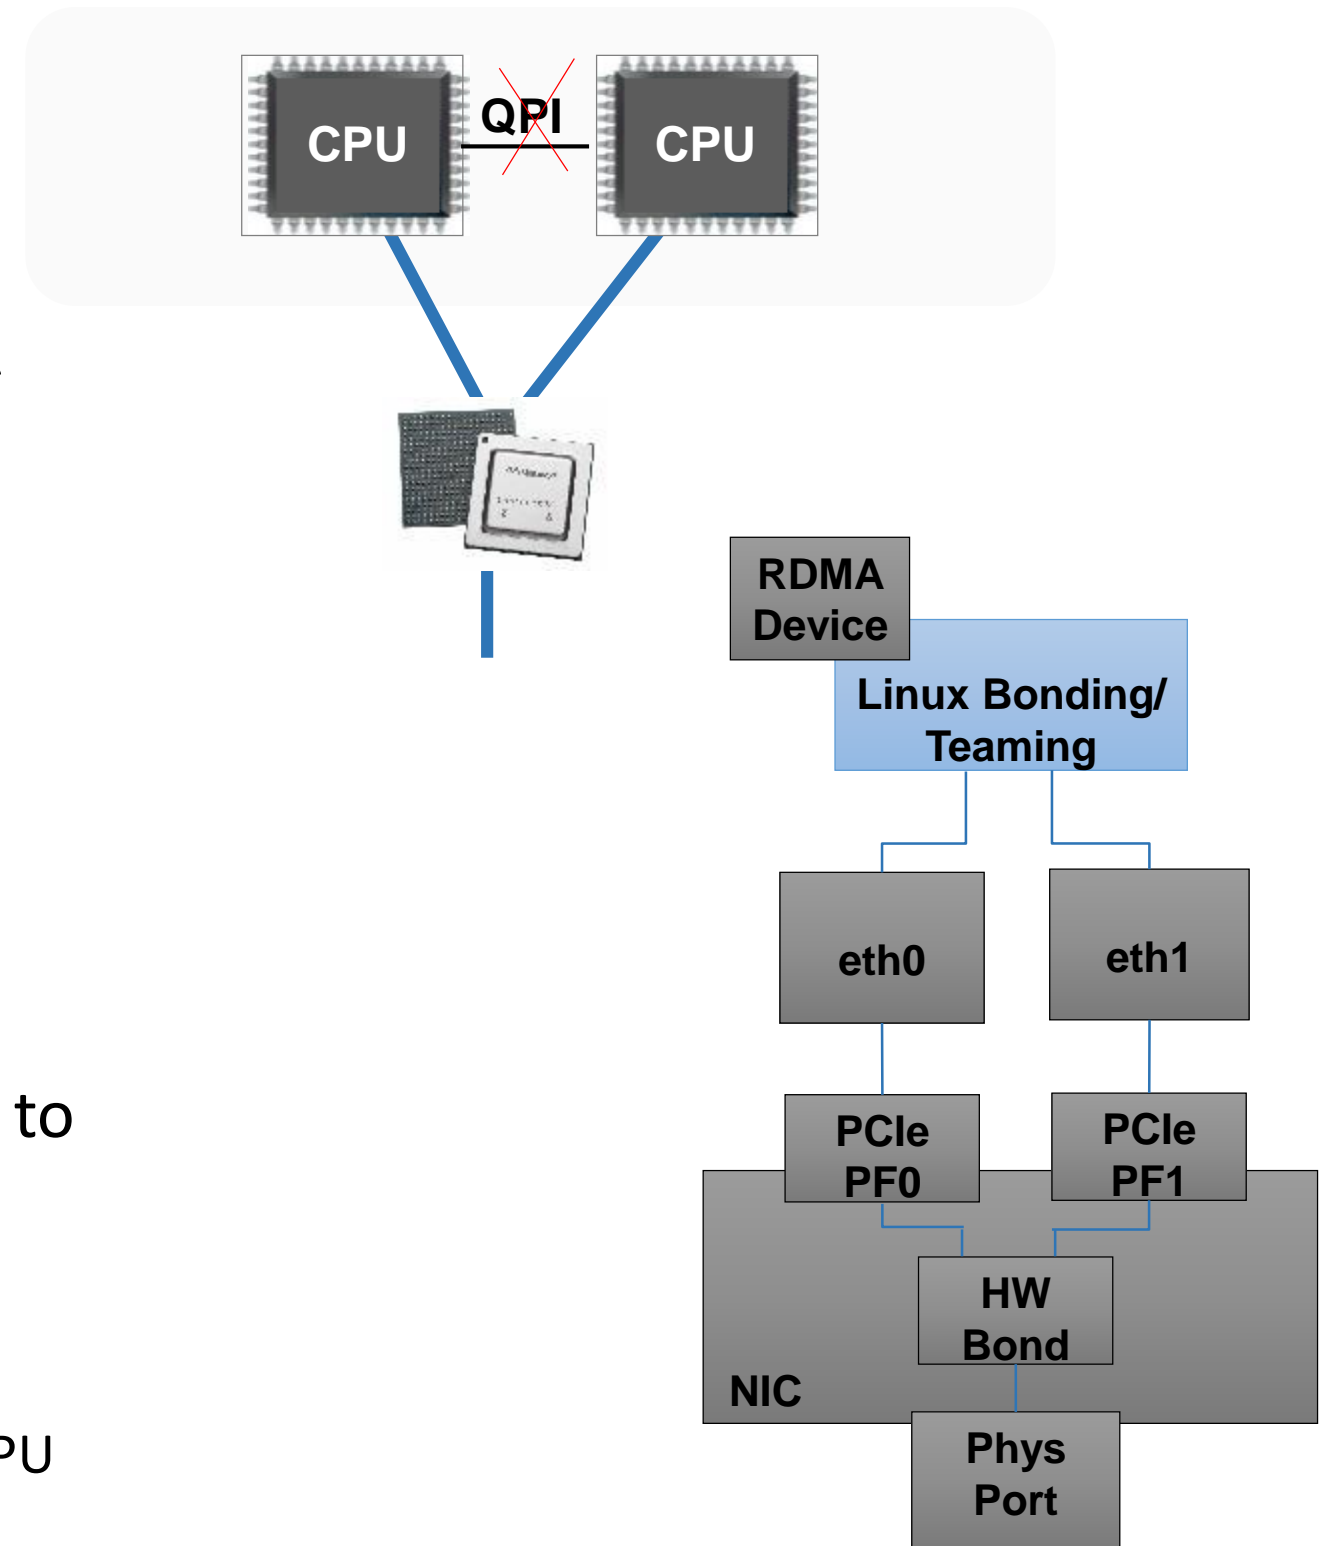 QPI
CPU
CPU
RDMA
Device
Linux Bonding/
Teaming
eth0
eth1
to
PCIe
PF0
PCIe
PF1
HW
Bond
NIC
PU
Phys
Port